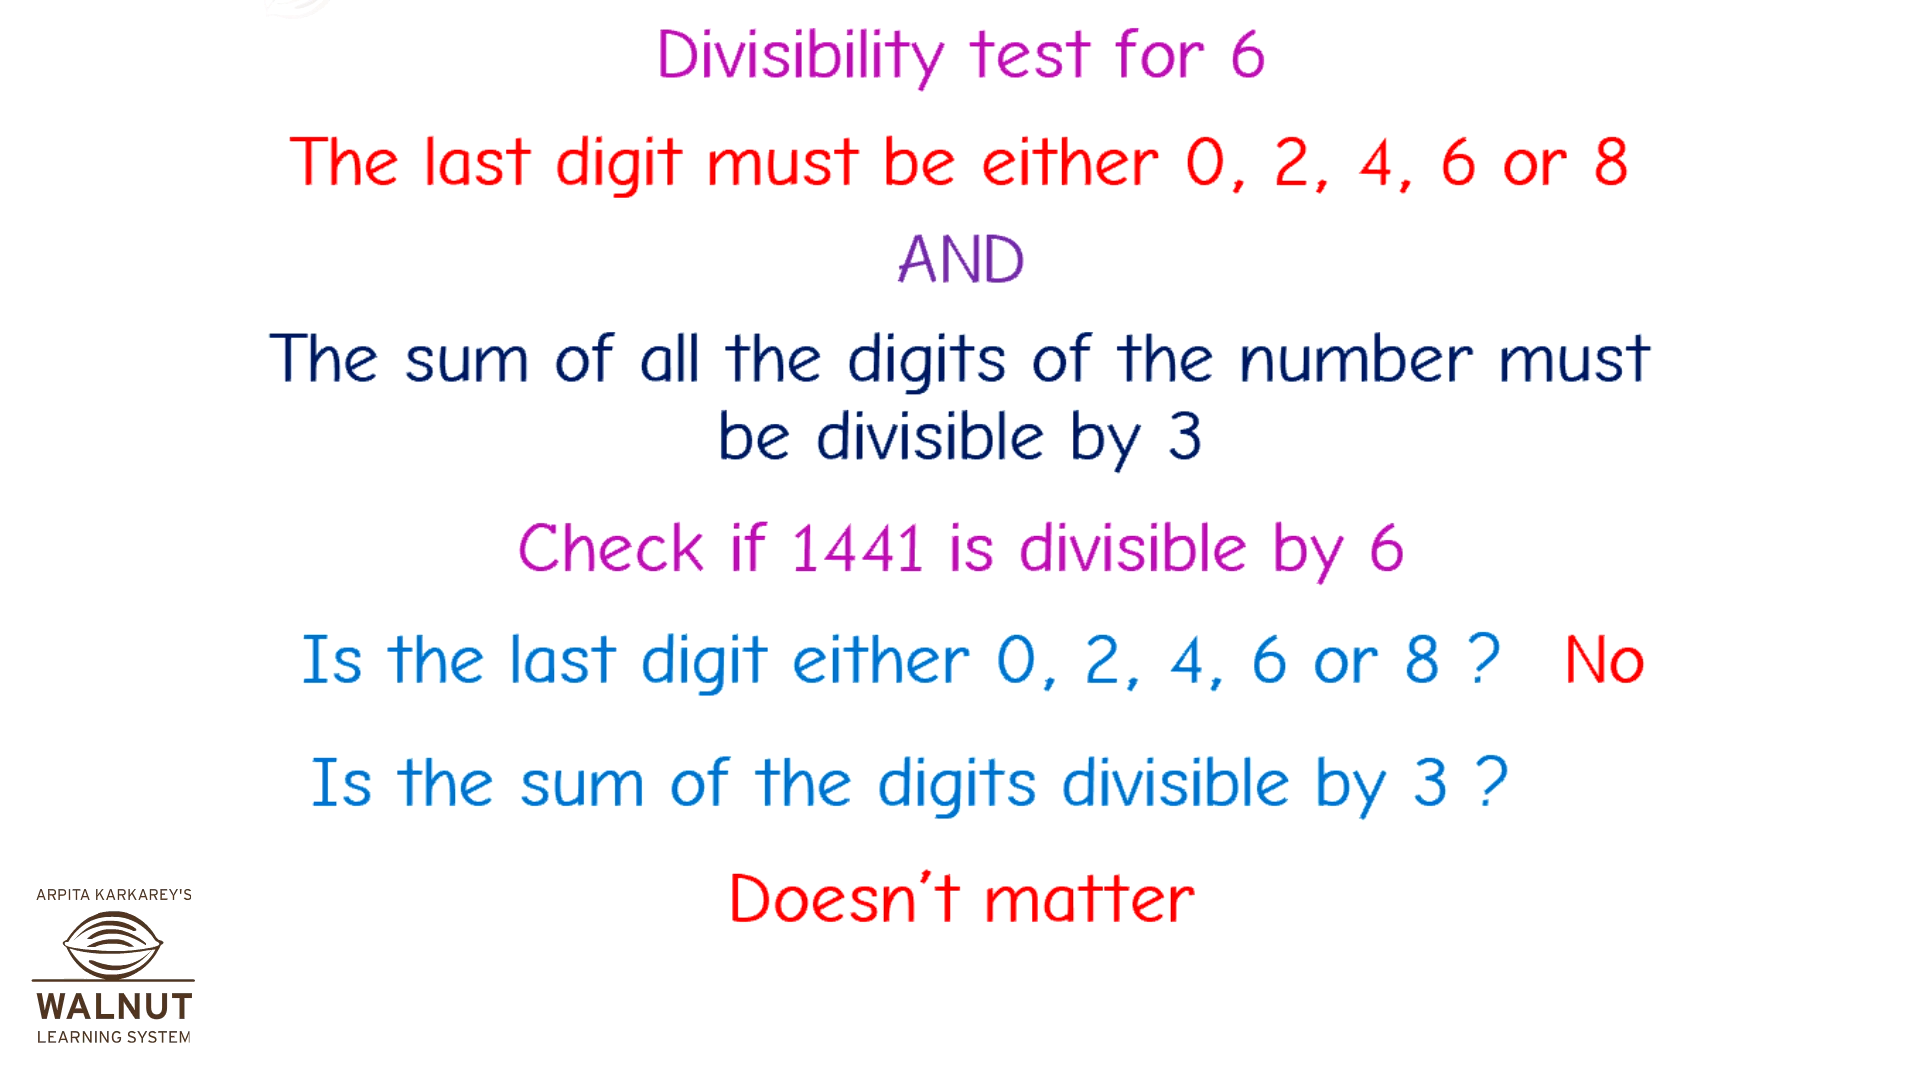 Divisibility test for 6
The last digit must be either 0, 2, 4, 6 or 8
AND
The sum of all the digits of the number must
be divisible by 3
Check if 1441 is divisible by 6
Is the last digit either 0, 2, 4, 6 or 8 ? No
Is the sum of the digits divisible by 3 ?
Doesn't matter
ARPITA KARKAREY'S
WALNUT
LEARNING SYSTEM